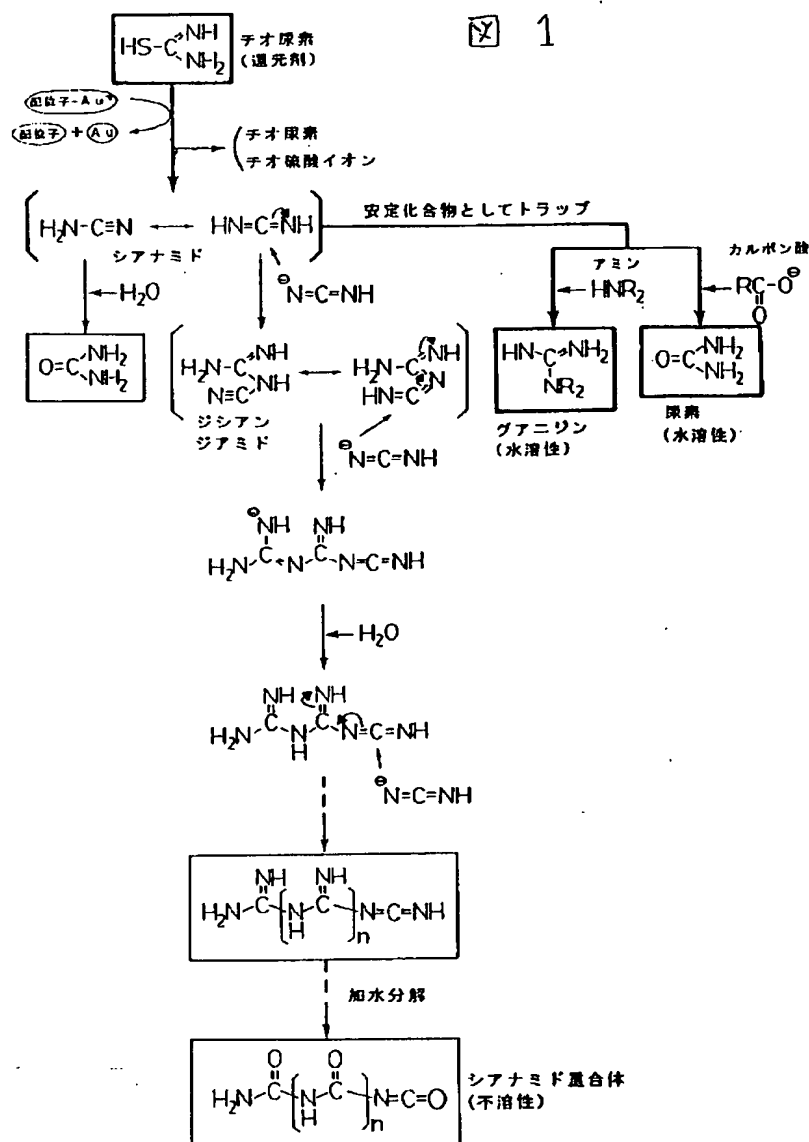 図 1
HS-C NH
NH2
チオ尿素
(還元剤)
配位子-Au+
配位子 + Au
チオ尿素
チオ硫酸イオン
H2N-C≡N ↔ HN=C=NH
シアナミド
安定化合物としてトラップ
←H2O
⊖N=C=NH
アミン
←HNR2
カルボン酸
←RC-O⊖
O
O=C NH2
NH2
H2N C NH
NH
N≡C
↔
H2N C NH
N
HN=C
ジシアン
ジアミド
⊖N=C=NH
HN C NH2
NR2
グアニジン
(水溶性)
O=C NH2
NH2
尿素
(水溶性)
⊖NH NH
H2N C N C N=C=NH
←H2O
NH NH
H2N C N C N=C=NH
H
⊖N=C=NH
NH NH
H2N C N C N=C=NH
H n
加水分解
O O
H2N C N C N=C=O
H n
シアナミド重合体
(不溶性)